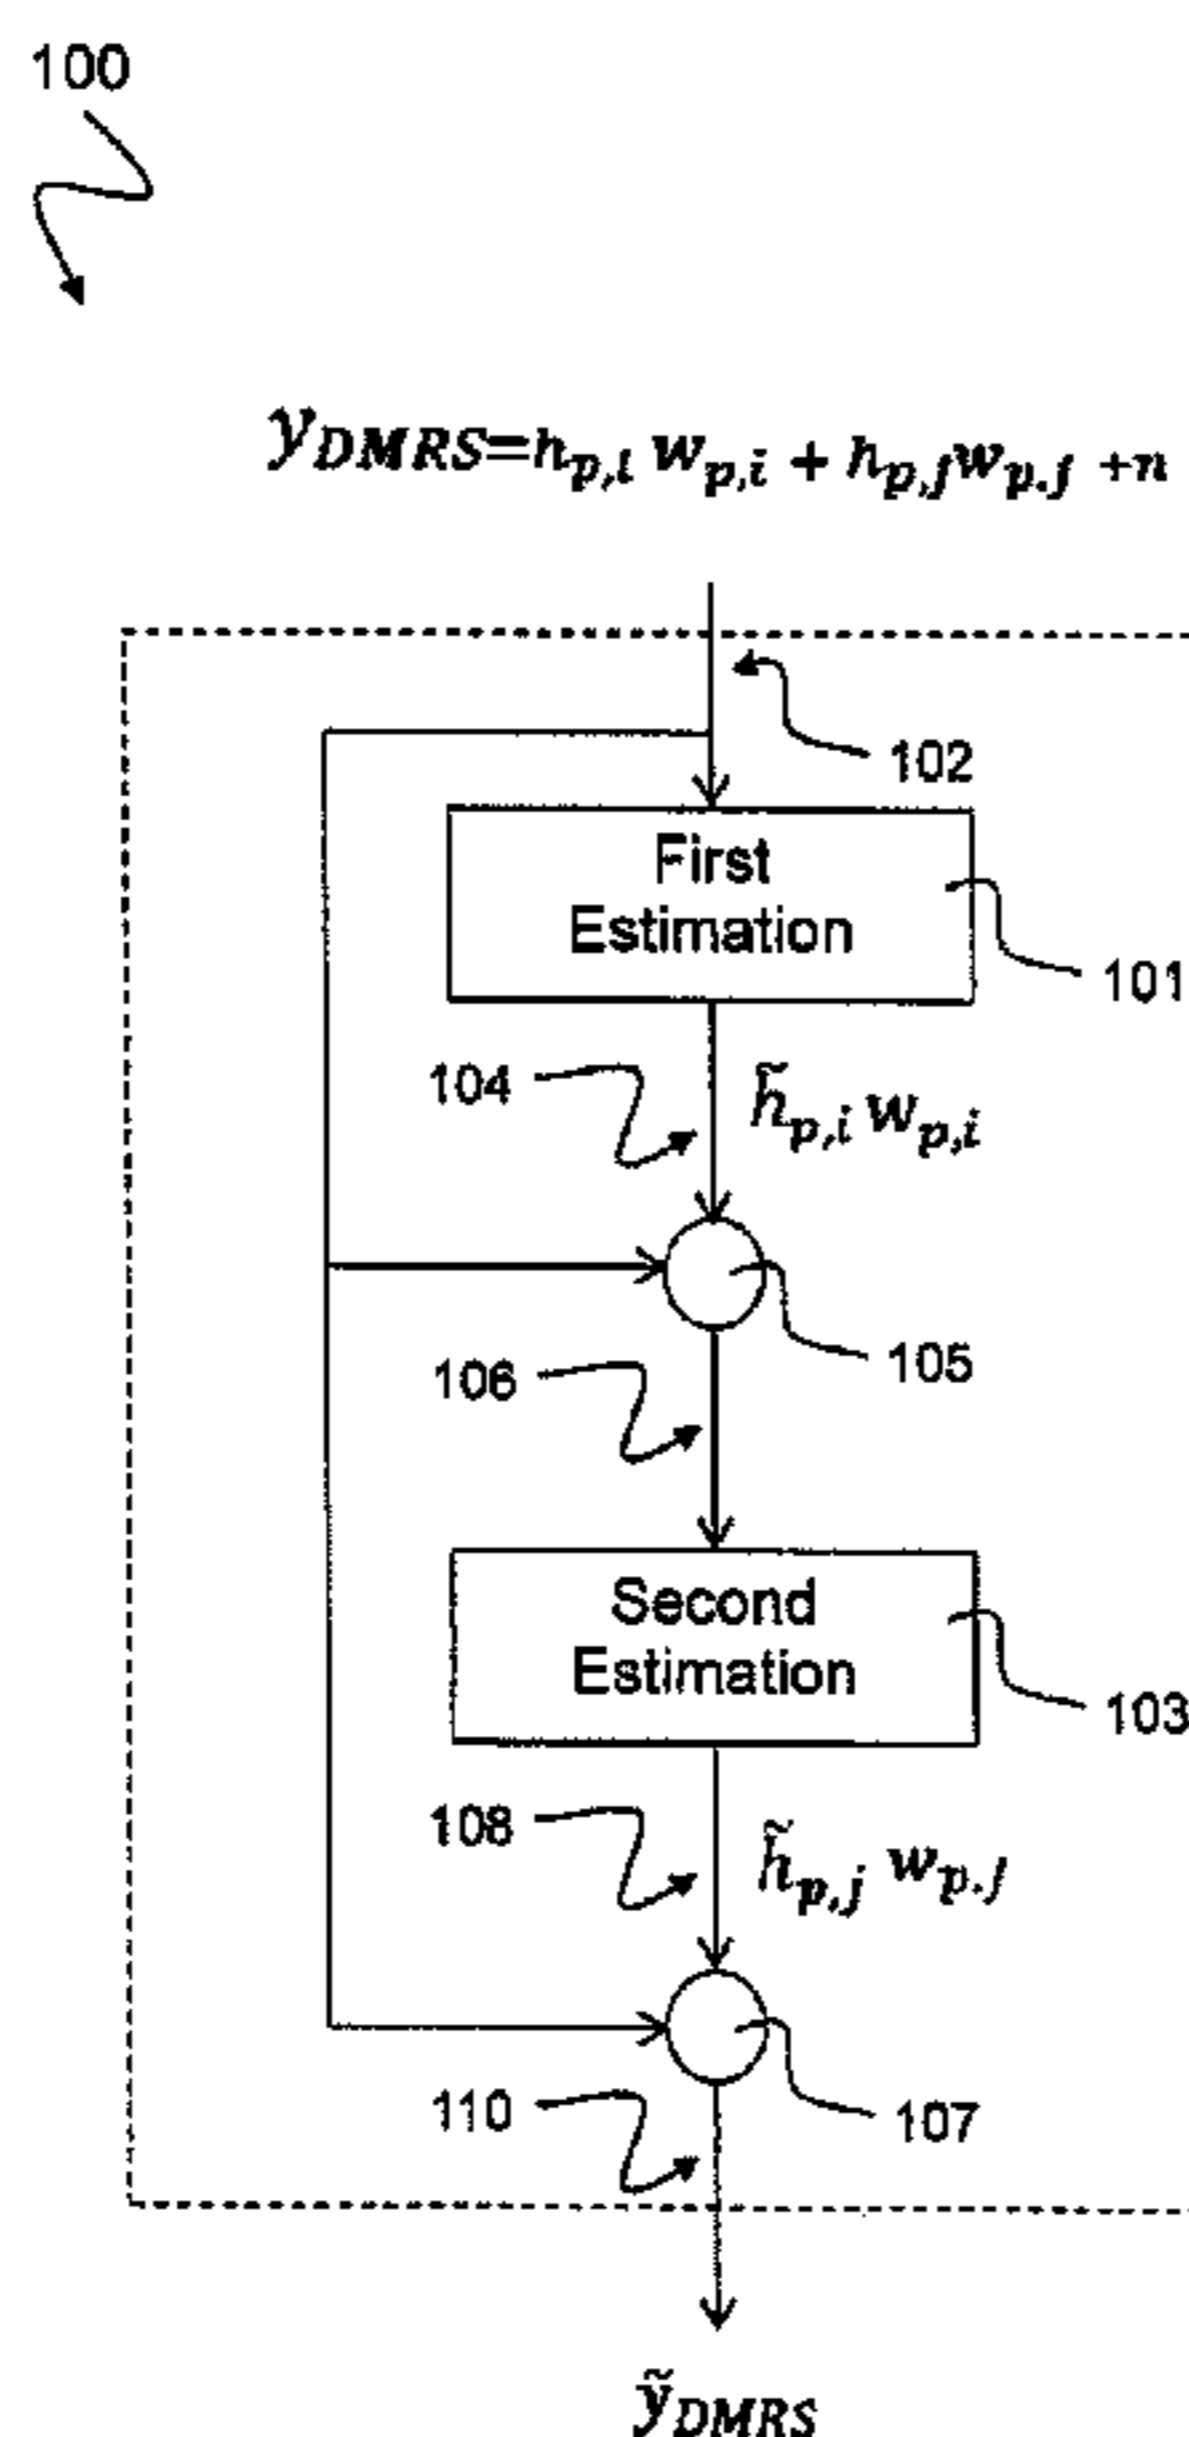 100
y_DMRS=h_p,i w_p,i + h_p,j w_p.j +n
102
First
Estimation
101
104
h̃_p,i w_p,i
105
106
Second
Estimation
103
108
h̃_p,j w_p.j
107
110
ỹ_DMRS